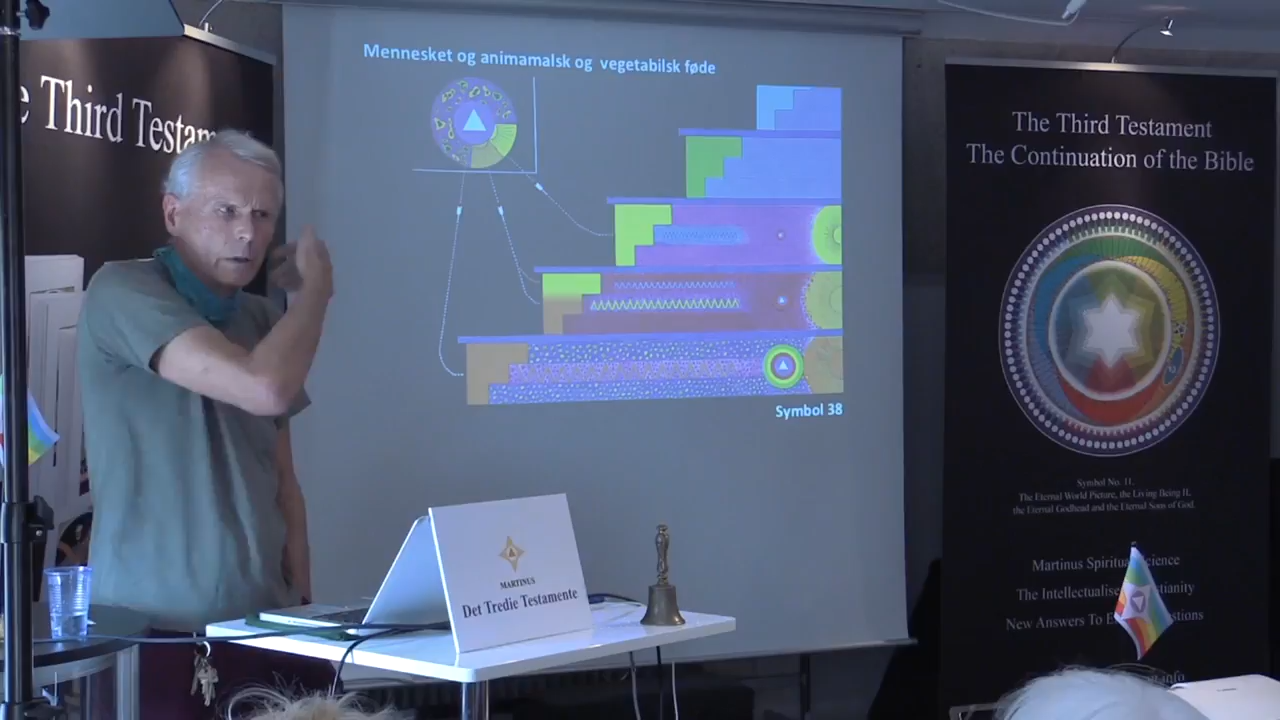 Mennesket og animamalsk og vegetabilsk føde
Symbol 38
e Third Testam
The Third Testament
The Continuation of the Bible
Symbol No. 11.
The Eternal World Picture, the Living Being II,
the Eternal Godhead and the Eternal Sons of God.
Martinus Spiritual Science
The Intellectualise
New Answers To
MARTINUS
Det Tredie Testamente